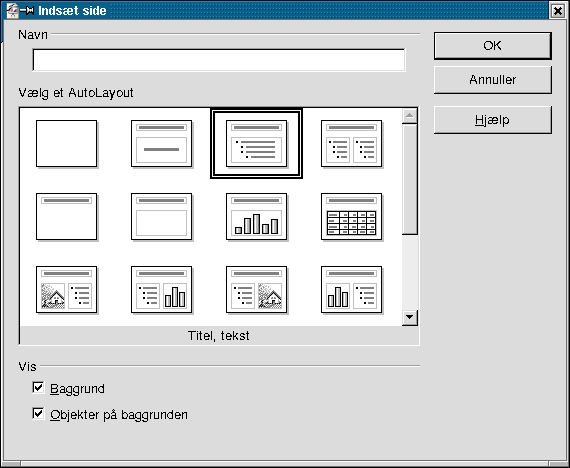 Indsæt side
Navn
OK
Vælg et AutoLayout
Annuller
Hjælp
Titel, tekst
Vis
Baggrund
Objekter på baggrunden